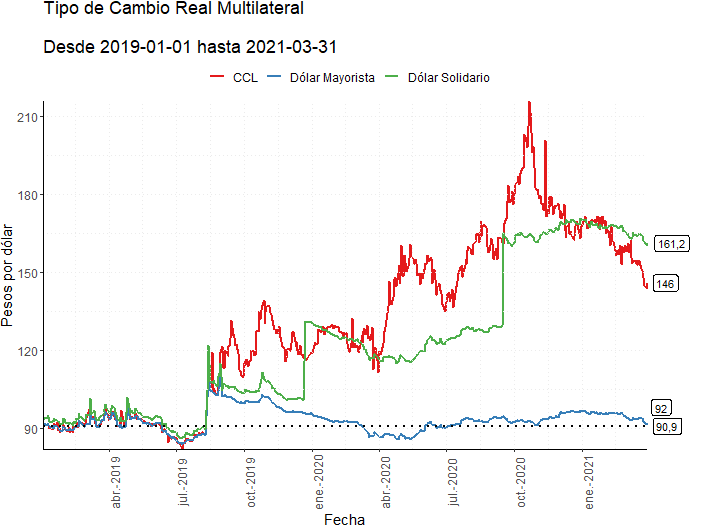 Tipo de Cambio Real Multilateral
Desde 2019-01-01 hasta 2021-03-31
CCL Dólar Mayorista Dólar Solidario
Pesos por dólar
210
180
170
150
120
90
161,2
146
92
90,9
abr.-2019
jul.-2019
oct.-2019
ene.-2020
abr.-2020
jul.-2020
oct.-2020
ene.-2021
Fecha